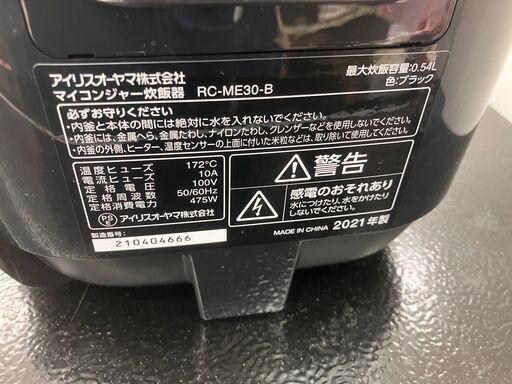 アイリスオーヤマ株式会社
マイコンジャー炊飯器 RC-ME30-B
最大炊飯容量:0.54L
色:ブラック
必ずお守りください
・内釜と本体の間には絶対に水を入れないでください。
・内釜には、金属へら、金属たわし、ナイロンたわし、クレンザーなどを使用しないでください。
・内釜の外側、ヒーター、温度センサーの上面に付いた米粒などは、取り除いて使用してください。
温度ヒューズ 172°C
電流ヒューズ 10A
定格電圧 100V
定格周波数 50/60Hz
定格消費電力 475W
PS E アイリスオーヤマ株式会社
製造番号:
210404666
警告
感電のおそれあり
水につけたり、水をかけたり
しないでください。
MADE IN CHINA 2021年製